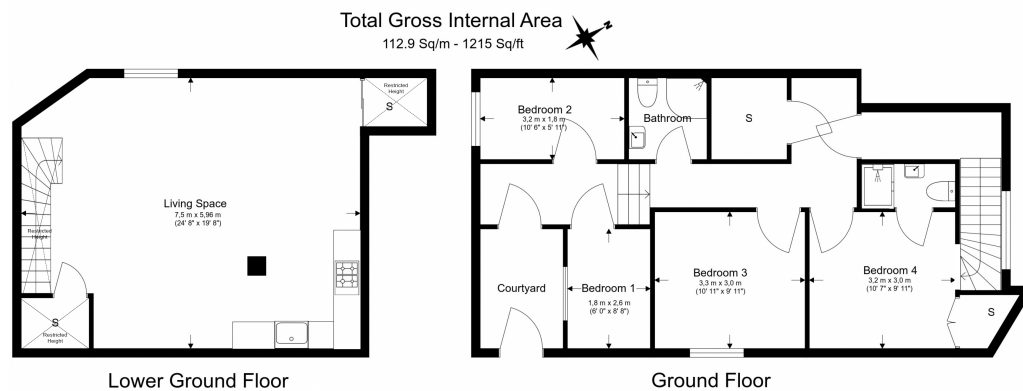 Total Gross Internal Area
112.9 Sq/m - 1215 Sq/ft
Restricted
Height
S
Living Space
7,5 m x 5,96 m
(24' 8" x 19' 8")
Restricted
Height
S
Restricted
Height
Lower Ground Floor
Bedroom 2
3,2 m x 1,8 m
(10' 6" x 5' 11")
Bathroom
S
Courtyard
Bedroom 1
1,8 m x 2,6 m
(6' 0" x 8' 8")
Bedroom 3
3,3 m x 3,0 m
(10' 11" x 9' 11")
Bedroom 4
3,2 m x 3,0 m
(10' 7" x 9' 11")
S
Ground Floor